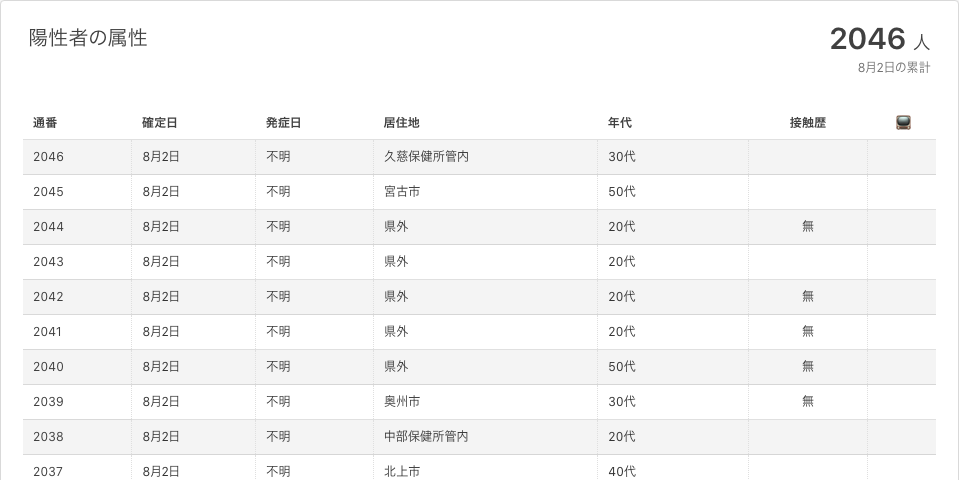 陽性者の属性
2046 人
8月2日の累計
通番 確定日 発症日 居住地 年代 接触歴
2046 8月2日 不明 久慈保健所管内 30代
2045 8月2日 不明 宮古市 50代
2044 8月2日 不明 県外 20代 無
2043 8月2日 不明 県外 20代
2042 8月2日 不明 県外 20代 無
2041 8月2日 不明 県外 20代 無
2040 8月2日 不明 県外 50代 無
2039 8月2日 不明 奥州市 30代 無
2038 8月2日 不明 中部保健所管内 20代
2037 8月2日 不明 北上市 40代